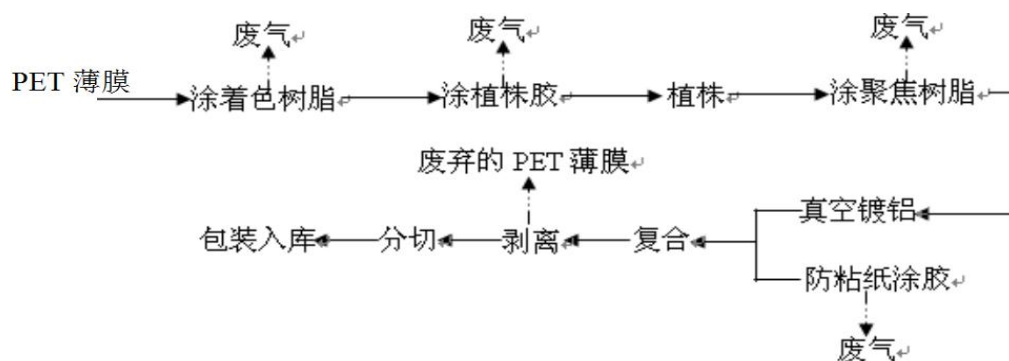 废气 废气 废气
PET 薄膜 涂着色树脂 涂植株胶 植株 涂聚焦树脂
废弃的 PET 薄膜
真空镀铝
包装入库 分切 剥离 复合
防粘纸涂胶
废气